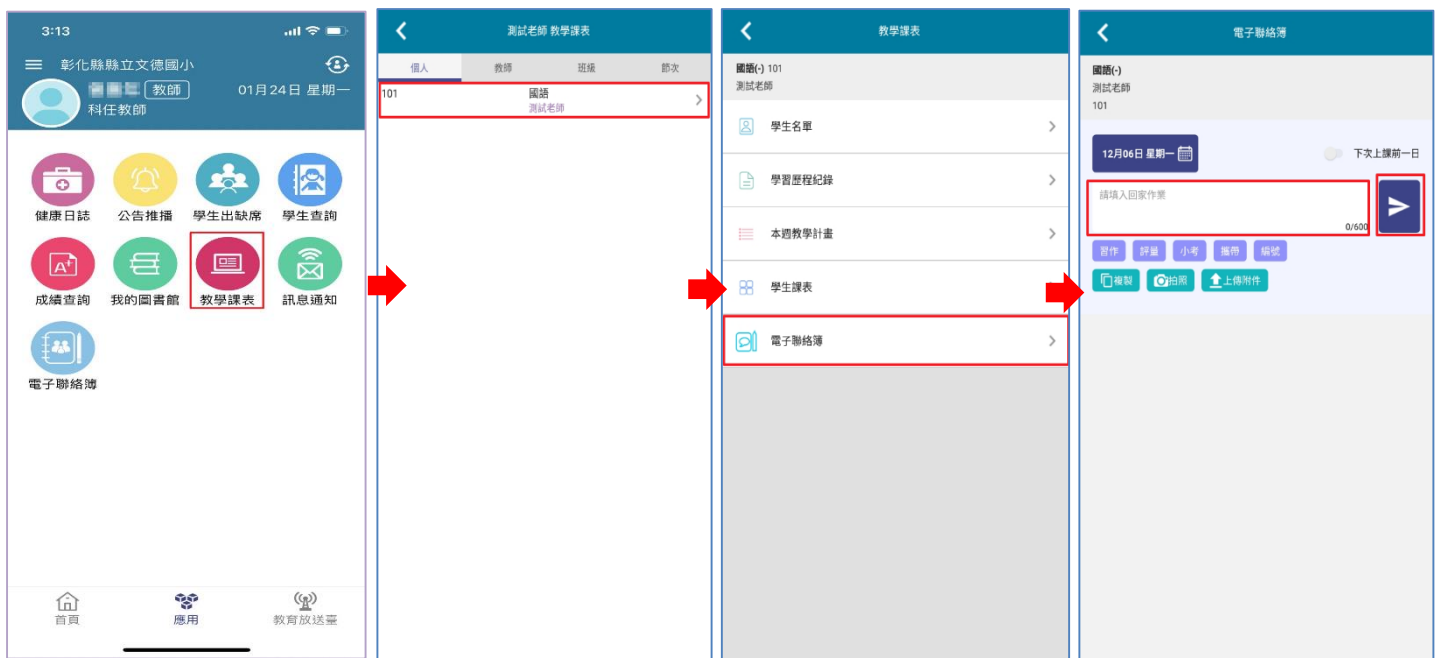 3:13
彰化縣縣立文德國小
教師
01月24日 星期一
科任教師
健康日誌
公告推播
學生出缺席
學生查詢
A+
成績查詢
我的圖書館
教學課表
訊息通知
電子聯絡簿
首頁
應用
教育放送臺
測試老師 教學課表
個人
教師
班級
節次
101
國語
測試老師
教學課表
國語(-) 101
測試老師
學生名單
學習歷程紀錄
本週教學計畫
學生課表
電子聯絡簿
電子聯絡簿
國語(-)
測試老師
101
12月06日 星期一
下次上課前一日
請填入回家作業
0/600
習作
評量
小考
攜帶
編號
複製
拍照
上傳附件